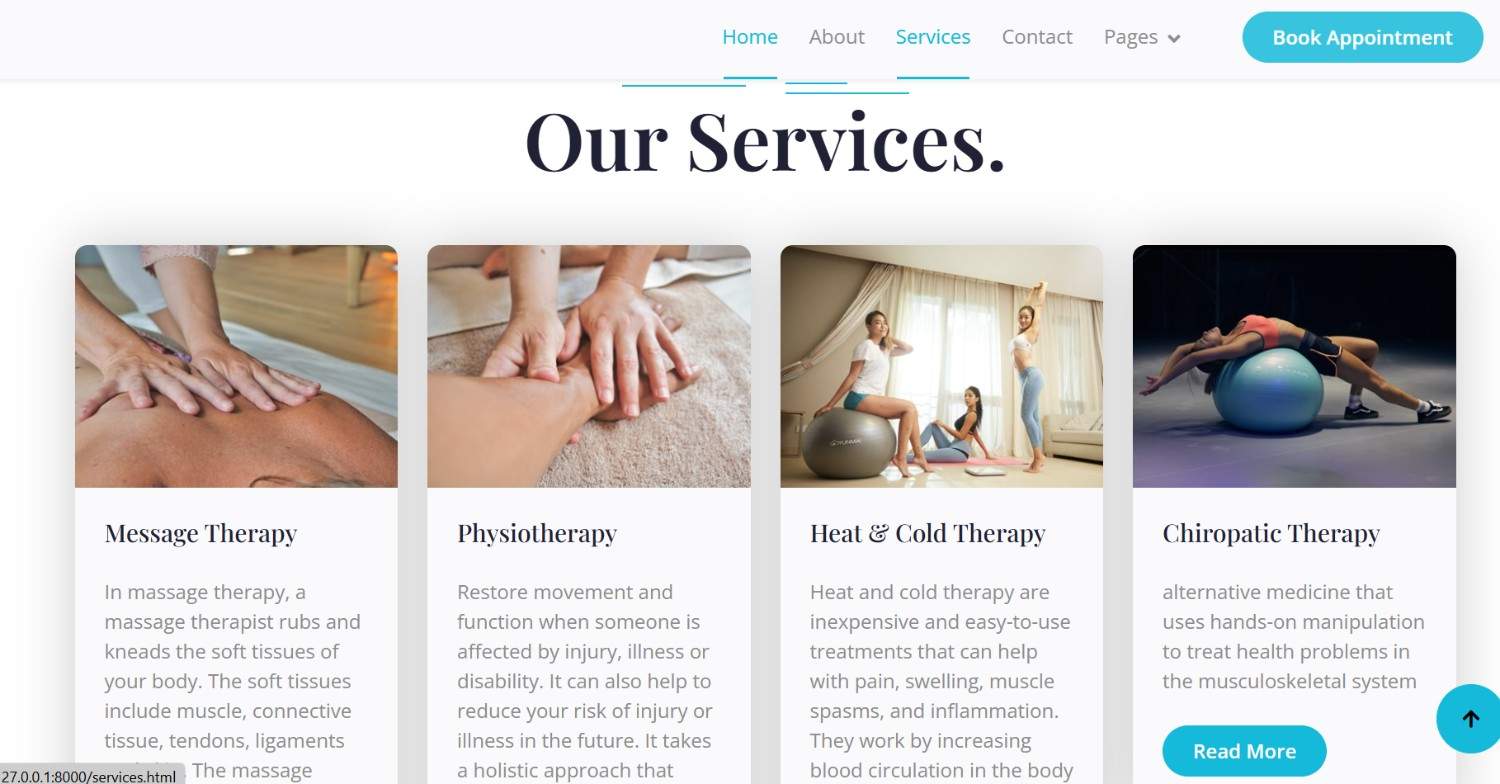 Home About Services Contact Pages Book Appointment
Our Services.
Message Therapy
In massage therapy, a
massage therapist rubs and
kneads the soft tissues of
your body. The soft tissues
include muscle, connective
tissue, tendons, ligaments
The massage
Physiotherapy
Restore movement and
function when someone is
affected by injury, illness or
disability. It can also help to
reduce your risk of injury or
illness in the future. It takes
a holistic approach that
Heat & Cold Therapy
Heat and cold therapy are
inexpensive and easy-to-use
treatments that can help
with pain, swelling, muscle
spasms, and inflammation.
They work by increasing
blood circulation in the body
Chiropatic Therapy
alternative medicine that
uses hands-on manipulation
to treat health problems in
the musculoskeletal system
Read More
27.0.0.1:8000/services.html